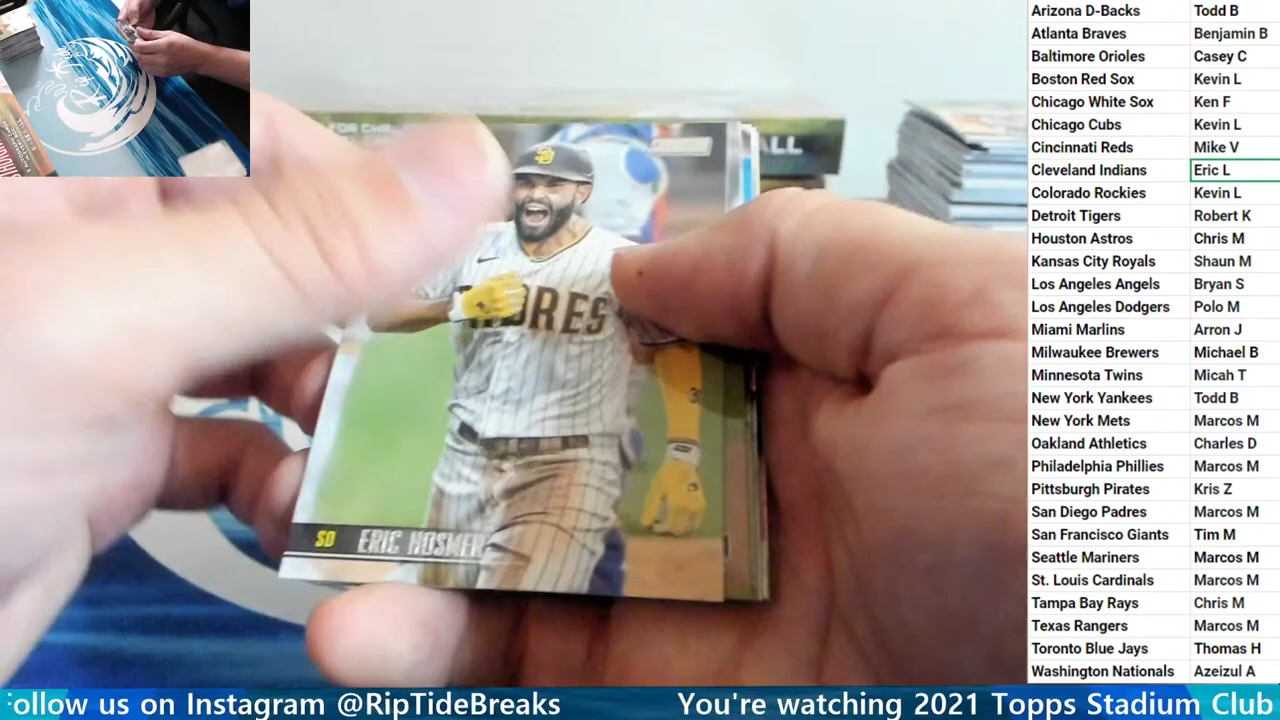 ALL
PADRES
SD ERIC HOSMER
Arizona D-Backs Todd B
Atlanta Braves Benjamin B
Baltimore Orioles Casey C
Boston Red Sox Kevin L
Chicago White Sox Ken F
Chicago Cubs Kevin L
Cincinnati Reds Mike V
Cleveland Indians Eric L
Colorado Rockies Kevin L
Detroit Tigers Robert K
Houston Astros Chris M
Kansas City Royals Shaun M
Los Angeles Angels Bryan S
Los Angeles Dodgers Polo M
Miami Marlins Arron J
Milwaukee Brewers Michael B
Minnesota Twins Micah T
New York Yankees Todd B
New York Mets Marcos M
Oakland Athletics Charles D
Philadelphia Phillies Marcos M
Pittsburgh Pirates Kris Z
San Diego Padres Marcos M
San Francisco Giants Tim M
Seattle Mariners Marcos M
St. Louis Cardinals Marcos M
Tampa Bay Rays Chris M
Texas Rangers Marcos M
Toronto Blue Jays Thomas H
Washington Nationals Azeizul A
ollow us on Instagram @RipTideBreaks You're watching 2021 Topps Stadium Club